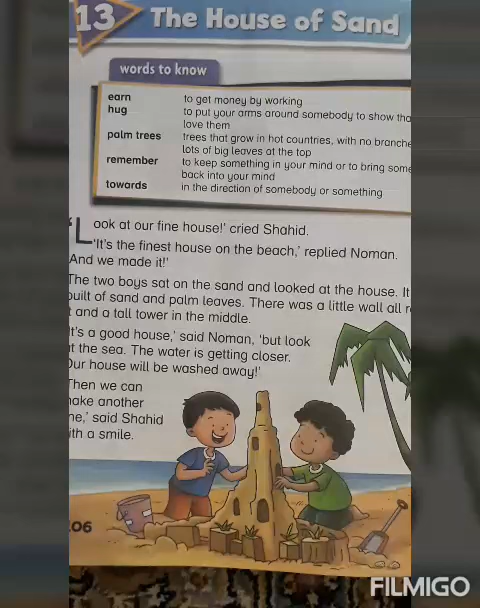 13 The House of Sand
words to know
earn to get money by working
hug to put your arms around somebody to show
love them
palm trees trees that grow in hot countries, with no
lots of big leaves at the top
remember to keep something in your mind or to bring
back into your mind
towards in the direction of somebody or something
'Look at our fine house!' cried Shahid.
'It's the finest house on the beach,' replied Noman.
And we made it!'
The two boys sat on the sand and looked at the house. It
built of sand and palm leaves. There was a little wall all
and a tall tower in the middle.
It's a good house,' said Noman, 'but look
at the sea. The water is getting closer.
Our house will be washed away!'
Then we can
make another
said Shahid
with a smile.
06
FILMIGO